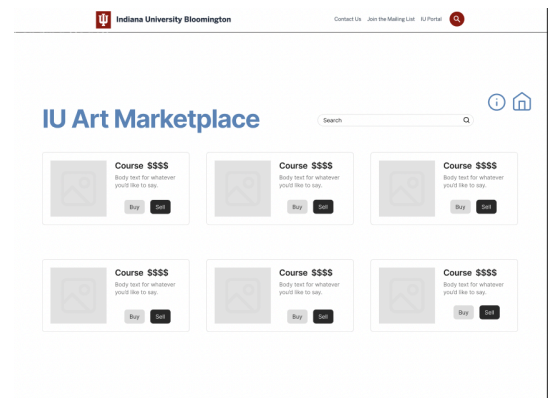 Indiana University Bloomington
Contact Us Join the Mailing List IU Portal
IU Art Marketplace
Search
Course $$$$
Body text for whatever
you'd like to say.
Buy Sell
Course $$$$
Body text for whatever
you'd like to say.
Buy Sell
Course $$$$
Body text for whatever
you'd like to say.
Buy Sell
Course $$$$
Body text for whatever
you'd like to say.
Buy Sell
Course $$$$
Body text for whatever
you'd like to say.
Buy Sell
Course $$$$
Body text for whatever
you'd like to say.
Buy Sell